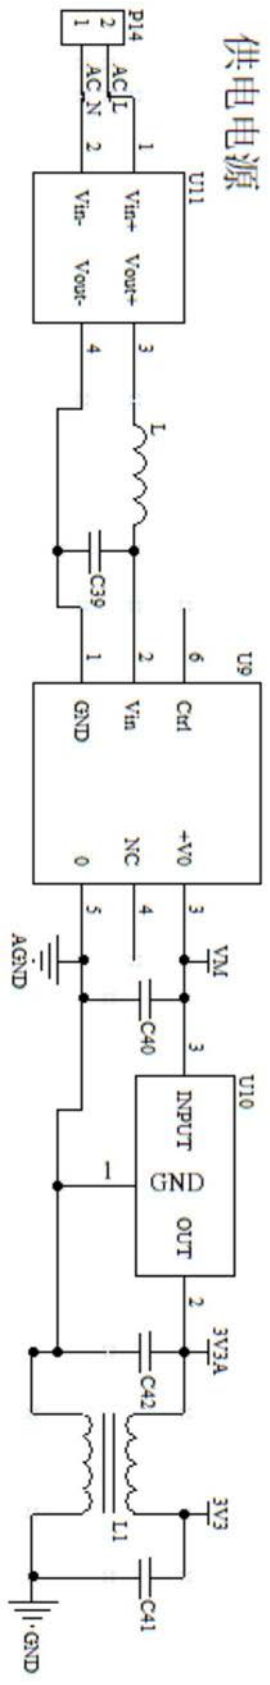 供电电源
P14
2
1
AC_L
AC_N
1
2
U11
Vin+
Vout+
Vin-
Vout-
3
4
L
C39
6
2
1
U9
Ctrl
Vin
GND
+V0
NC
0
3
4
5
VM
AGND
C40
3
U10
INPUT
GND
OUT
1
2
3V3A
C42
L1
3V3
C41
GND